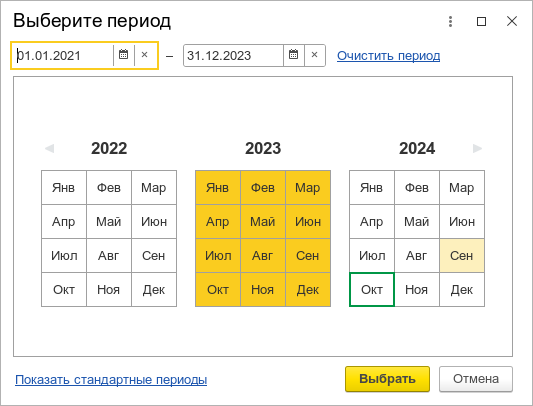 Выберите период
01.01.2021 – 31.12.2023 Очистить период
2022 2023 2024
Янв Фев Мар Янв Фев Мар Янв Фев Мар
Апр Май Июн Апр Май Июн Апр Май Июн
Июл Авг Сен Июл Авг Сен Июл Авг Сен
Окт Ноя Дек Окт Ноя Дек Окт Ноя Дек
Показать стандартные периоды Выбрать Отмена